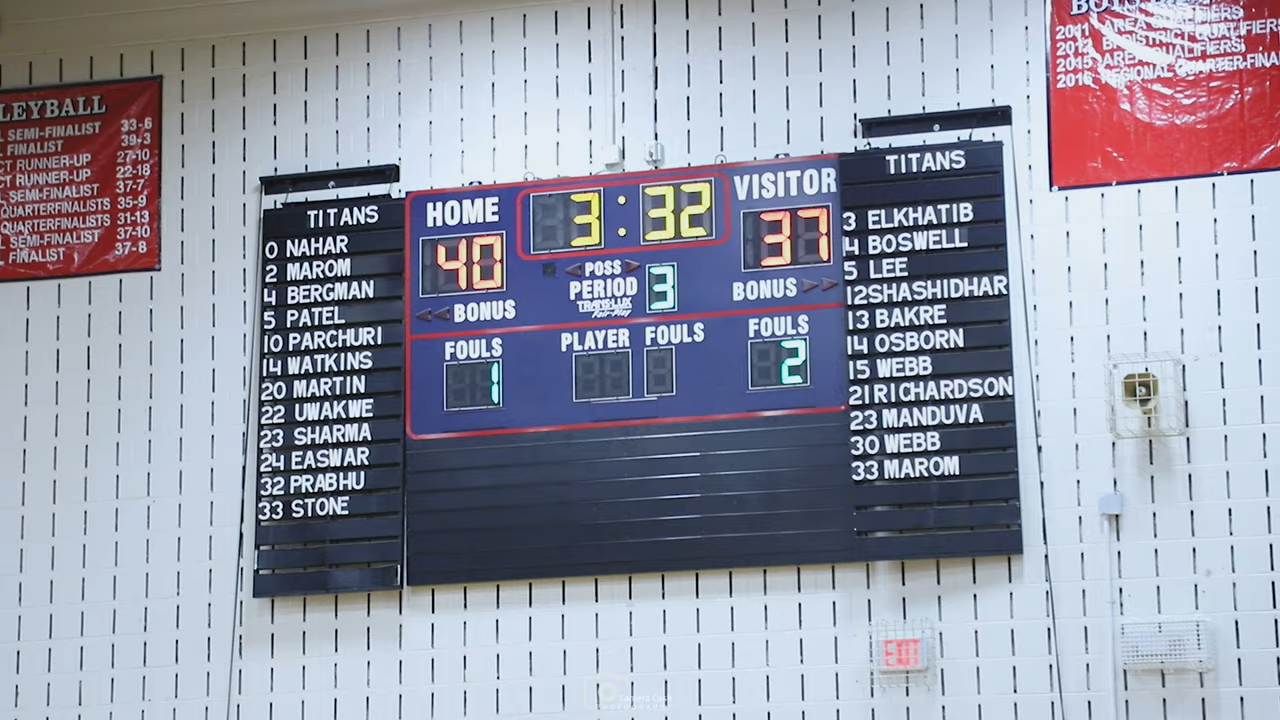 LEYBALL
L SEMI-FINALIST 33-6
L FINALIST 39-3
CT RUNNER-UP 27-10
CT RUNNER-UP 22-18
L SEMI-FINALIST 37-7
QUARTERFINALISTS 35-9
QUARTERFINALISTS 31-13
L SEMI-FINALIST 37-10
L FINALIST 37-8
TITANS
0 NAHAR
2 MAROM
4 BERGMAN
5 PATEL
10 PARCHURI
14 WATKINS
20 MARTIN
22 UWAKWE
23 SHARMA
24 EASWAR
32 PRABHU
33 STONE
HOME 3:32 VISITOR
40 37
POSS
PERIOD 3
TRANS-LUX
Fair-Play
BONUS BONUS
FOULS PLAYER FOULS FOULS
1 2
TITANS
3 ELKHATIB
4 BOSWELL
5 LEE
12 SHASHIDHAR
13 BAKRE
14 OSBORN
15 WEBB
21 RICHARDSON
23 MANDUVA
30 WEBB
33 MAROM
2011 AREA QUALIFIERS
2012 BI-DISTRICT QUALIFIERS
2015 AREA QUALIFIERS
2016 REGIONAL QUARTER-FINA
EXIT